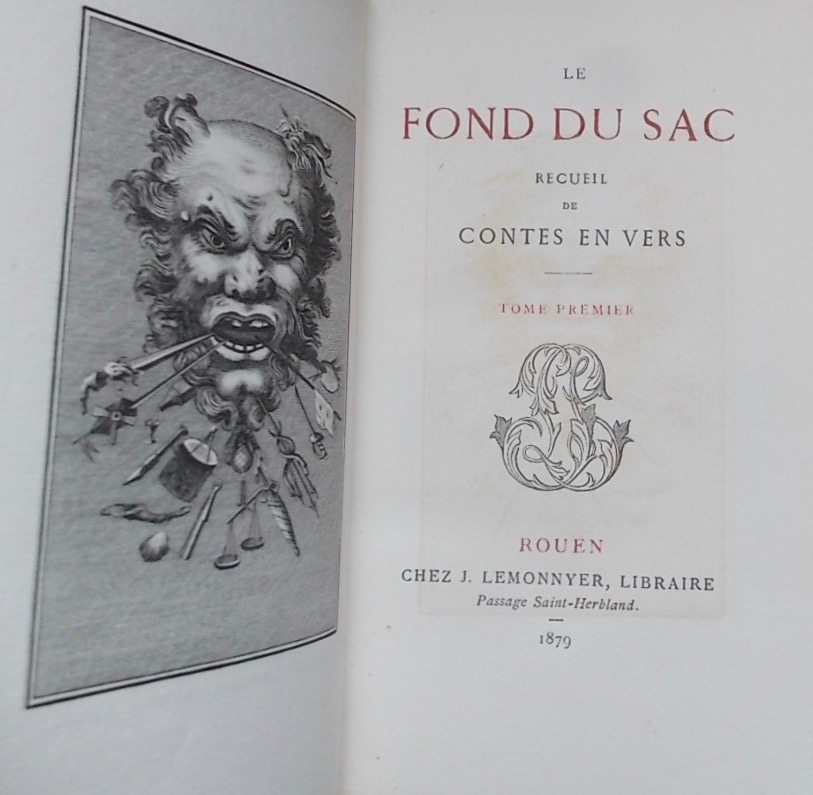 LE
FOND DU SAC
RECUEIL
DE
CONTES EN VERS
TOME PREMIER
ROUEN
CHEZ J. LEMONNYER, LIBRAIRE
Passage Saint-Herbland.
1879